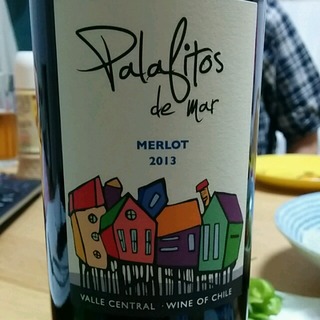 Palafitos
de mar
MERLOT
2013
VALLE CENTRAL · WINE OF CHILE